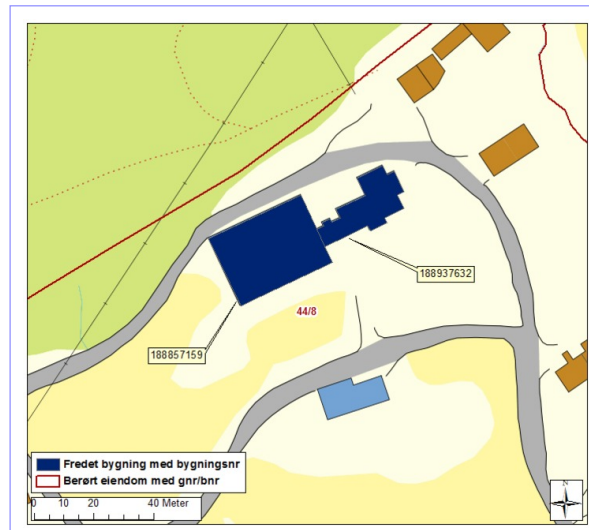 188937632
44/8
188857159
Fredet bygning med bygningsnr
Berørt eiendom med gnr/bnr
0 10 20 40 Meter
N